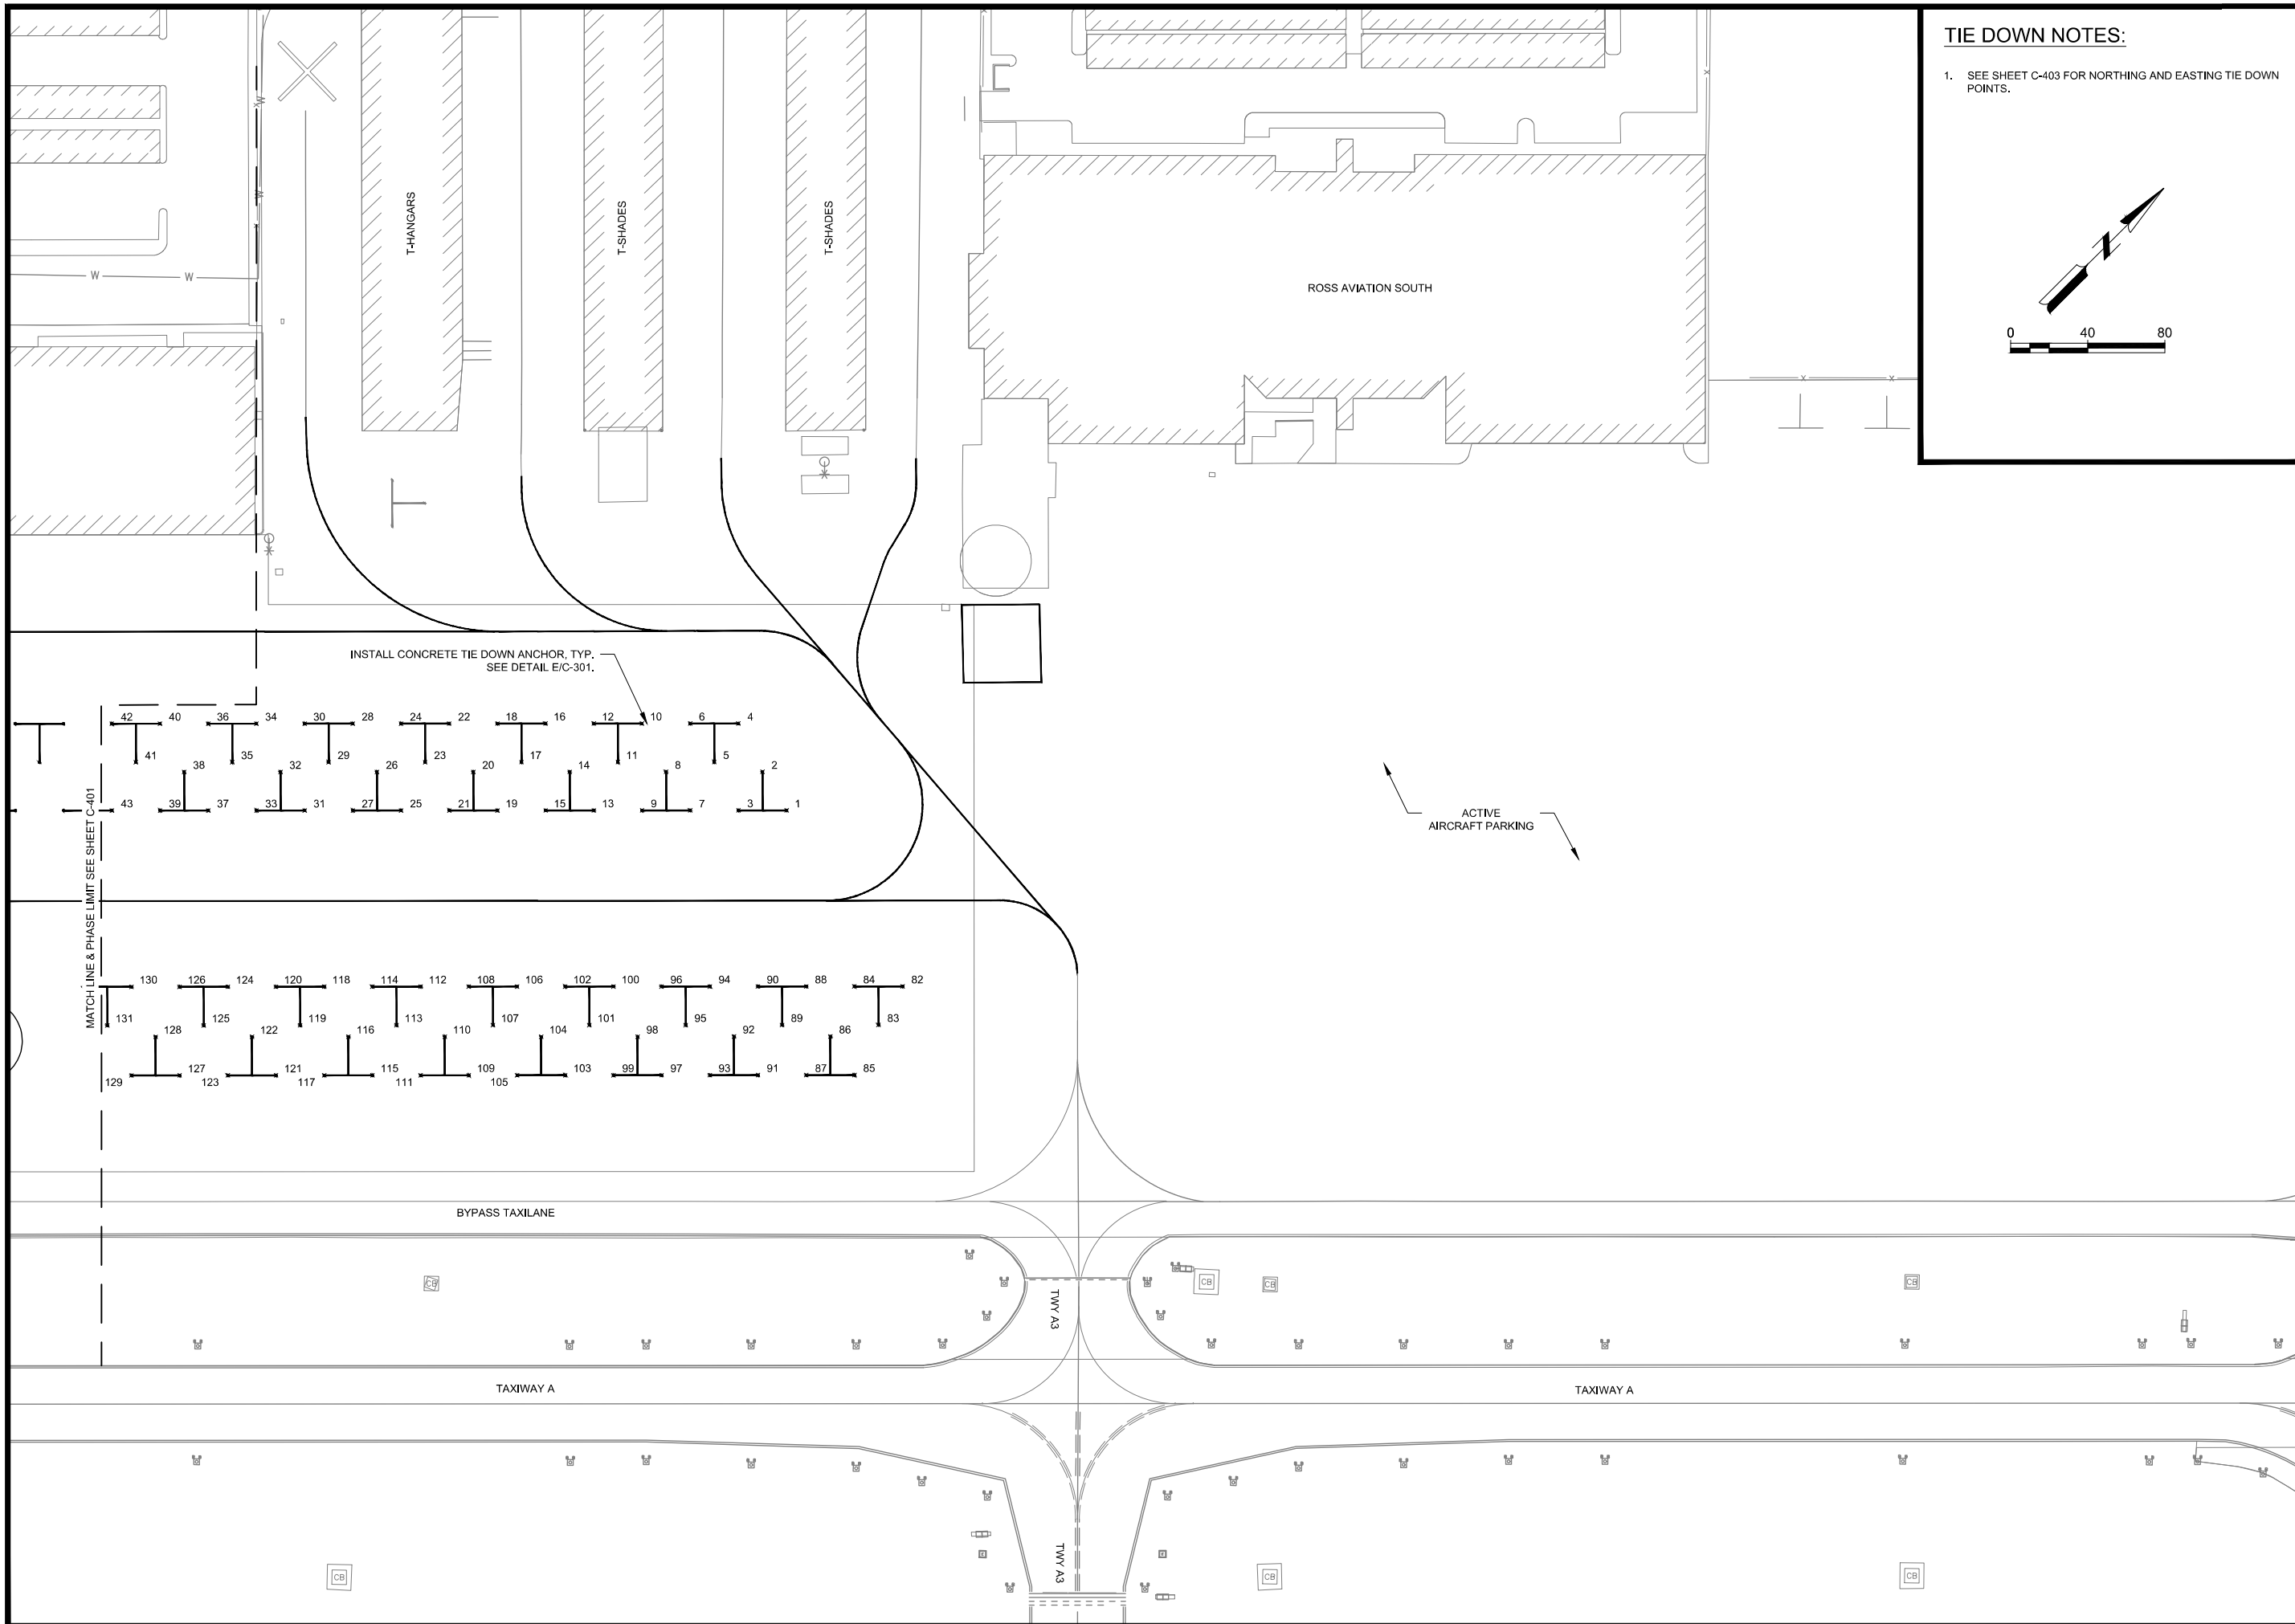 TIE DOWN NOTES:
1. SEE SHEET C-403 FOR NORTHING AND EASTING TIE DOWN
POINTS.
N
0 40 80
T-HANGARS
T-SHADES
T-SHADES
ROSS AVIATION SOUTH
W W
W
W
X
X
X X
INSTALL CONCRETE TIE DOWN ANCHOR, TYP.
SEE DETAIL E/C-301.
42 40 36 34 30 28 24 22 18 16 12 10 6 4
41 35 29 23 17 11 5
38 32 26 20 14 8 2
43 39 37 33 31 27 25 21 19 15 13 9 7 3 1
MATCH LINE & PHASE LIMIT SEE SHEET C-401
ACTIVE
AIRCRAFT PARKING
130 126 124 120 118 114 112 108 106 102 100 96 94 90 88 84 82
131 125 119 113 107 101 95 89 83
128 122 116 110 104 98 92 86
129 127 123 121 117 115 111 109 105 103 99 97 93 91 87 85
BYPASS TAXILANE
CB CB CB CB
TWY A3
TAXIWAY A TAXIWAY A
TWY A3
CB CB CB